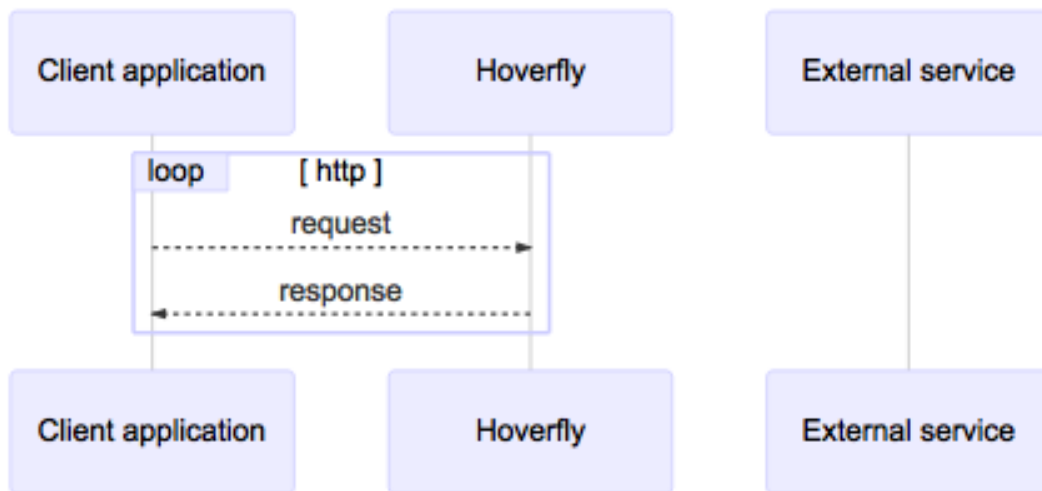 Client application
Hoverfly
External service
loop
[ http ]
request
response
Client application
Hoverfly
External service